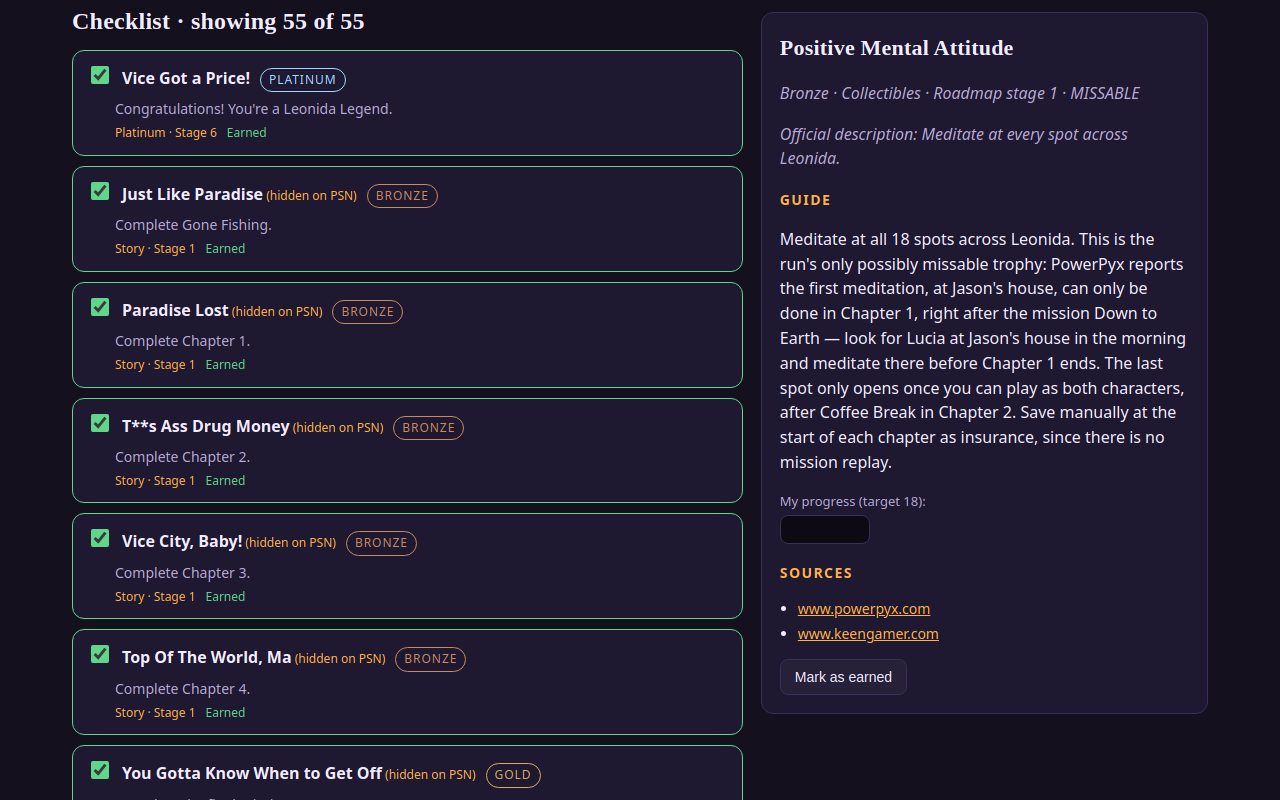 Checklist · showing 55 of 55
Vice Got a Price! PLATINUM
Congratulations! You're a Leonida Legend.
Platinum · Stage 6 Earned
Just Like Paradise (hidden on PSN) BRONZE
Complete Gone Fishing.
Story · Stage 1 Earned
Paradise Lost (hidden on PSN) BRONZE
Complete Chapter 1.
Story · Stage 1 Earned
T**s Ass Drug Money (hidden on PSN) BRONZE
Complete Chapter 2.
Story · Stage 1 Earned
Vice City, Baby! (hidden on PSN) BRONZE
Complete Chapter 3.
Story · Stage 1 Earned
Top Of The World, Ma (hidden on PSN) BRONZE
Complete Chapter 4.
Story · Stage 1 Earned
You Gotta Know When to Get Off (hidden on PSN) GOLD
Positive Mental Attitude
Bronze · Collectibles · Roadmap stage 1 · MISSABLE
Official description: Meditate at every spot across
Leonida.
GUIDE
Meditate at all 18 spots across Leonida. This is the
run's only possibly missable trophy: PowerPyx reports
the first meditation, at Jason's house, can only be
done in Chapter 1, right after the mission Down to
Earth — look for Lucia at Jason's house in the morning
and meditate there before Chapter 1 ends. The last
spot only opens once you can play as both characters,
after Coffee Break in Chapter 2. Save manually at the
start of each chapter as insurance, since there is no
mission replay.
My progress (target 18):
SOURCES
www.powerpyx.com
www.keengamer.com
Mark as earned